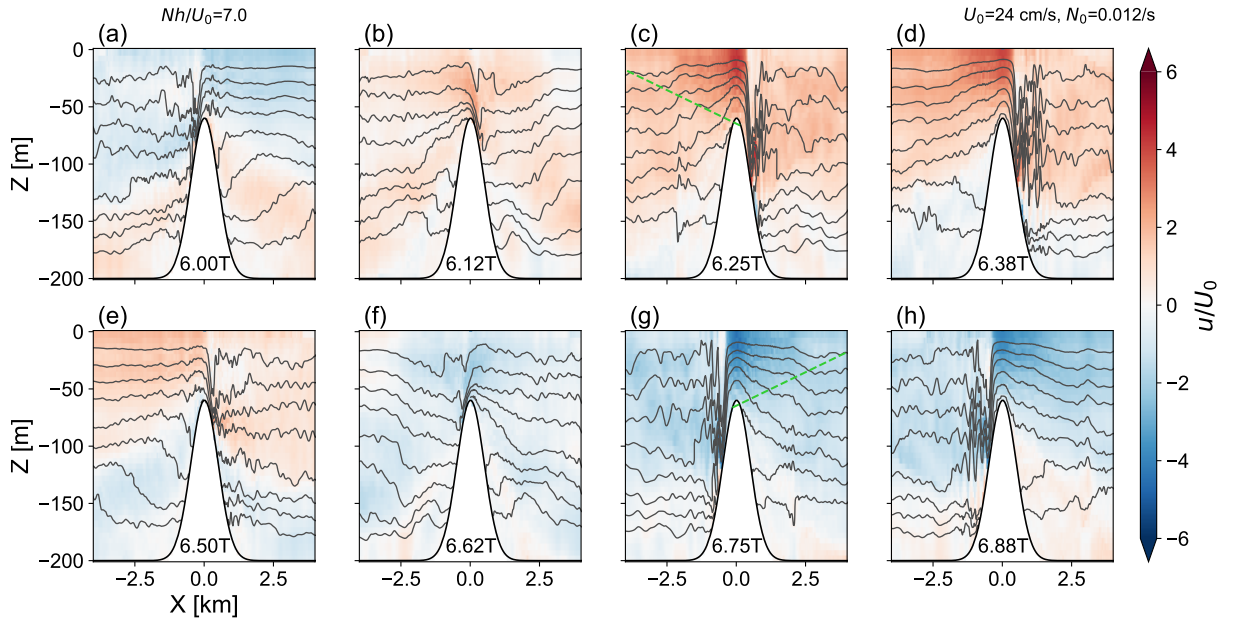 Nh/U₀=7.0
U₀=24 cm/s, N₀=0.012/s
(a) (b) (c) (d)
0
−50
−100
−150
−200
Z [m]
6.00T 6.12T 6.25T 6.38T
(e) (f) (g) (h)
0
−50
−100
−150
−200
Z [m]
6.50T 6.62T 6.75T 6.88T
−2.5 0.0 2.5 −2.5 0.0 2.5 −2.5 0.0 2.5 −2.5 0.0 2.5
X [km]
6
4
2
0
−2
−4
−6
u/U₀